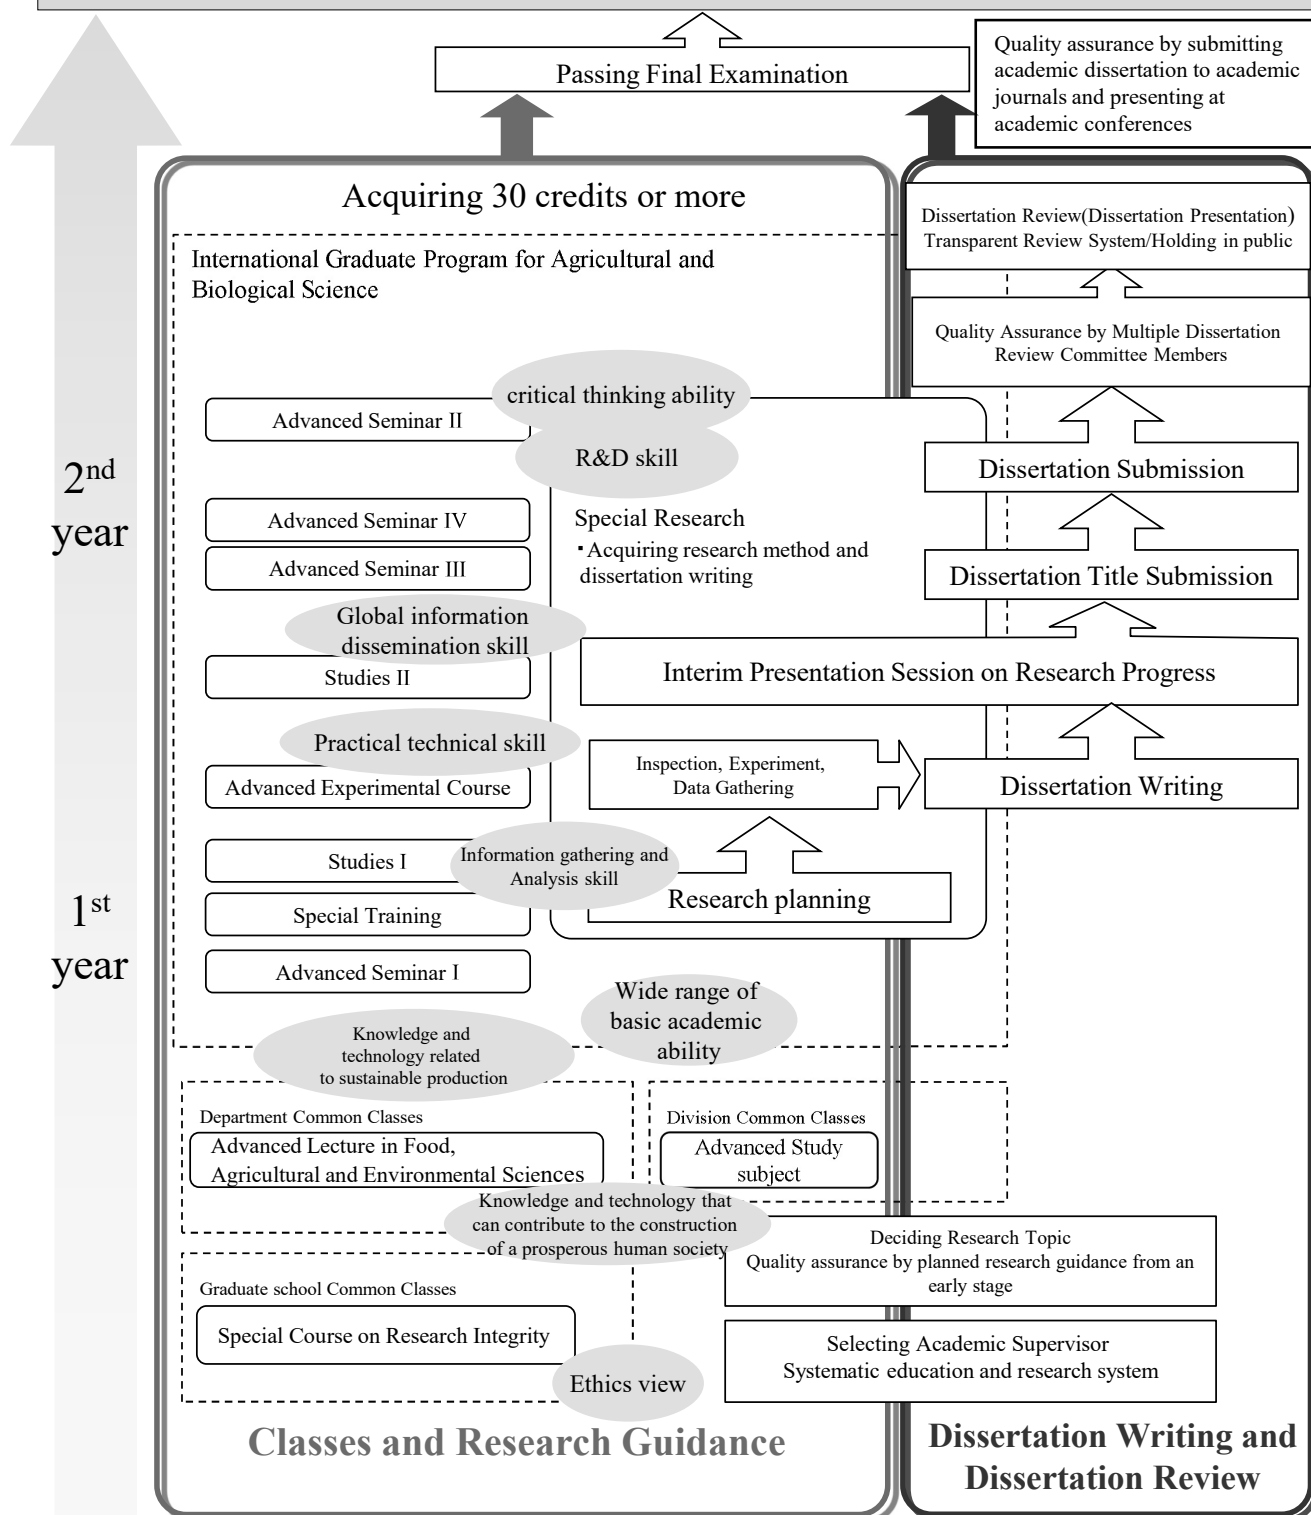 Passing Final Examination
Quality assurance by submitting
academic dissertation to academic
journals and presenting at
academic conferences
Acquiring 30 credits or more
Dissertation Review(Dissertation Presentation)
Transparent Review System/Holding in public
International Graduate Program for Agricultural and
Biological Science
Quality Assurance by Multiple Dissertation
Review Committee Members
critical thinking ability
Advanced Seminar II
R&D skill
Dissertation Submission
2nd
year
Advanced Seminar IV
Special Research
・Acquiring research method and
dissertation writing
Advanced Seminar III
Dissertation Title Submission
Global information
dissemination skill
Studies II
Interim Presentation Session on Research Progress
Practical technical skill
Inspection, Experiment,
Data Gathering
Advanced Experimental Course
Dissertation Writing
Studies I
Information gathering and
Analysis skill
Research planning
1st
year
Special Training
Advanced Seminar I
Wide range of
basic academic
ability
Knowledge and
technology related
to sustainable production
Department Common Classes
Advanced Lecture in Food,
Agricultural and Environmental Sciences
Division Common Classes
Advanced Study
subject
Knowledge and technology that
can contribute to the construction
of a prosperous human society
Deciding Research Topic
Quality assurance by planned research guidance from an
early stage
Graduate school Common Classes
Special Course on Research Integrity
Selecting Academic Supervisor
Systematic education and research system
Ethics view
Classes and Research Guidance
Dissertation Writing and
Dissertation Review